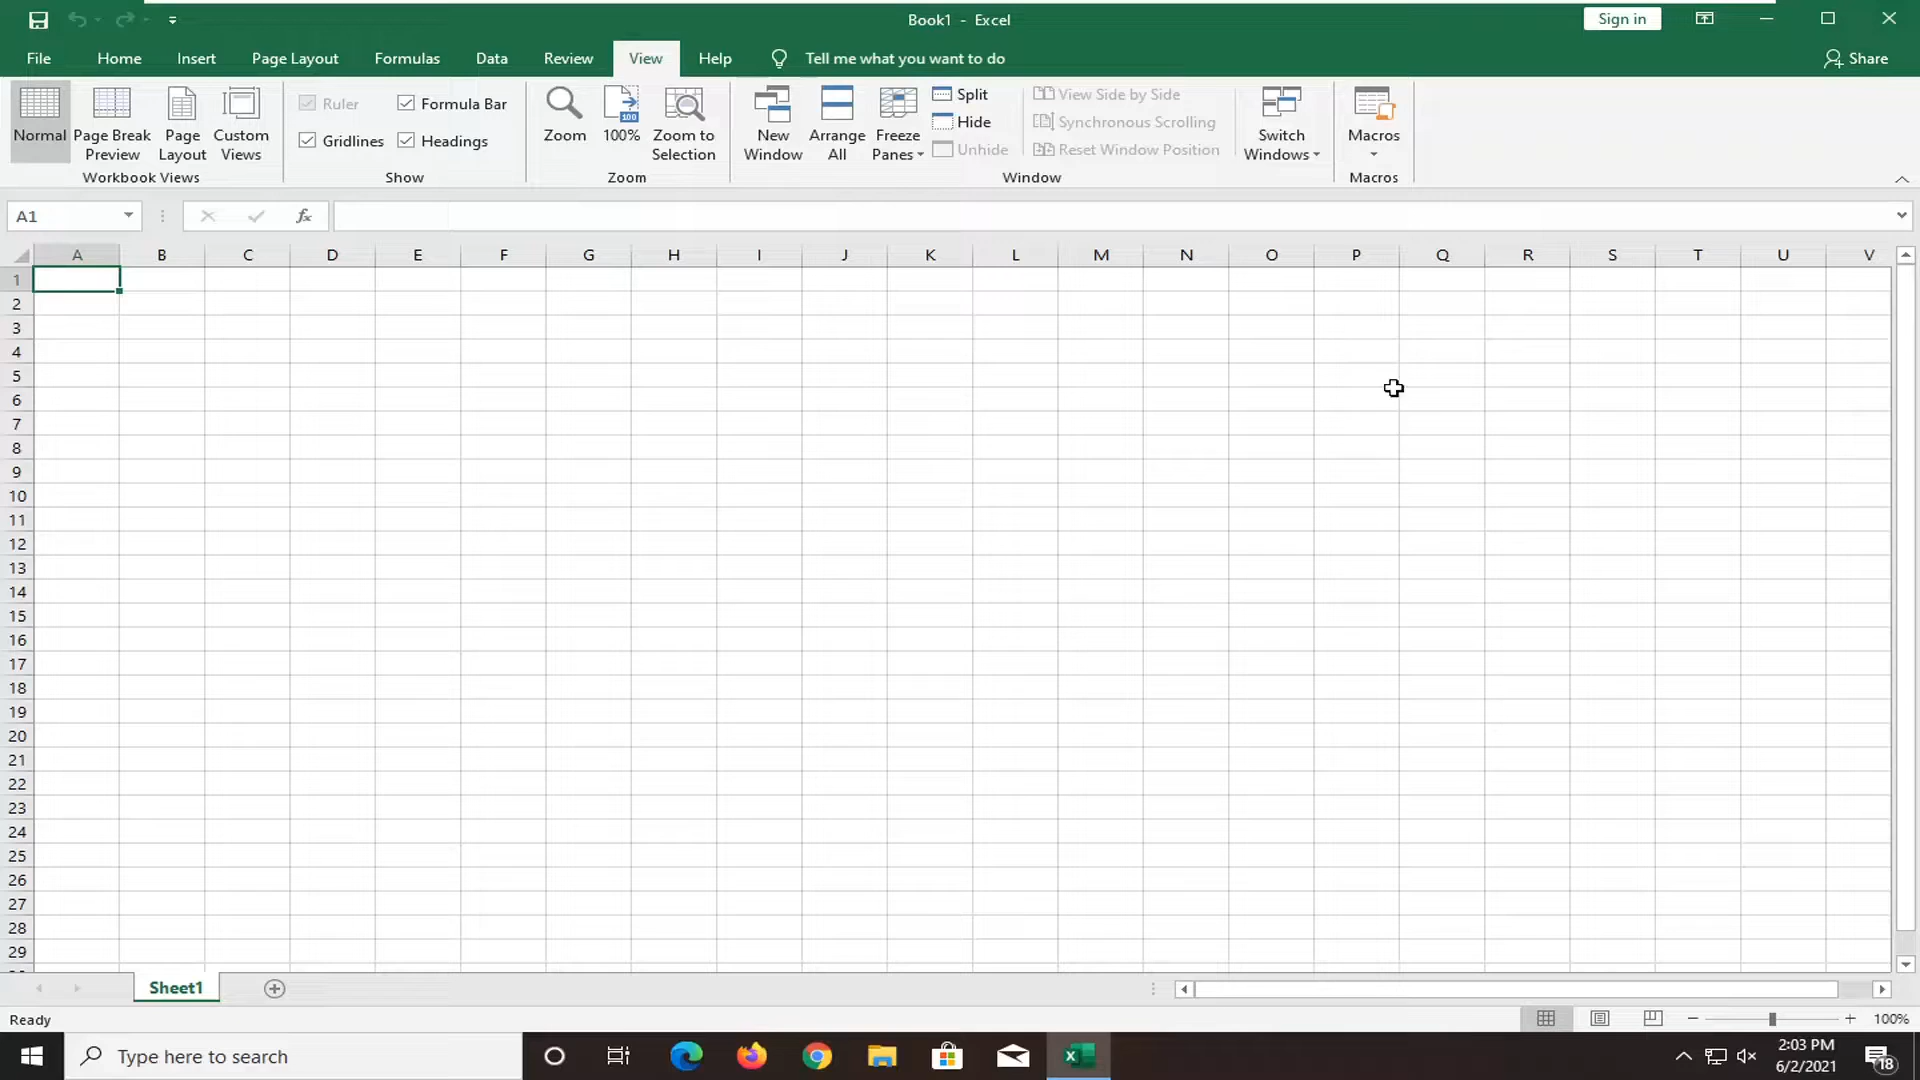 Book1 - Excel
Sign in
File Home Insert Page Layout Formulas Data Review View Help Tell me what you want to do Share
Normal
Page Break Preview
Page Layout
Custom Views
Workbook Views
Ruler Formula Bar
Gridlines Headings
Show
Zoom
100
100%
Zoom to Selection
Zoom
New Window
Arrange All
Freeze Panes
Split
Hide
Unhide
View Side by Side
Synchronous Scrolling
Reset Window Position
Window
Switch Windows
Macros
Macros
A1 fx
A B C D E F G H I J K L M N O P Q R S T U V
1
2
3
4
5
6
7
8
9
10
11
12
13
14
15
16
17
18
19
20
21
22
23
24
25
26
27
28
29
Sheet1
Ready 100%
Type here to search
2:03 PM
6/2/2021
18